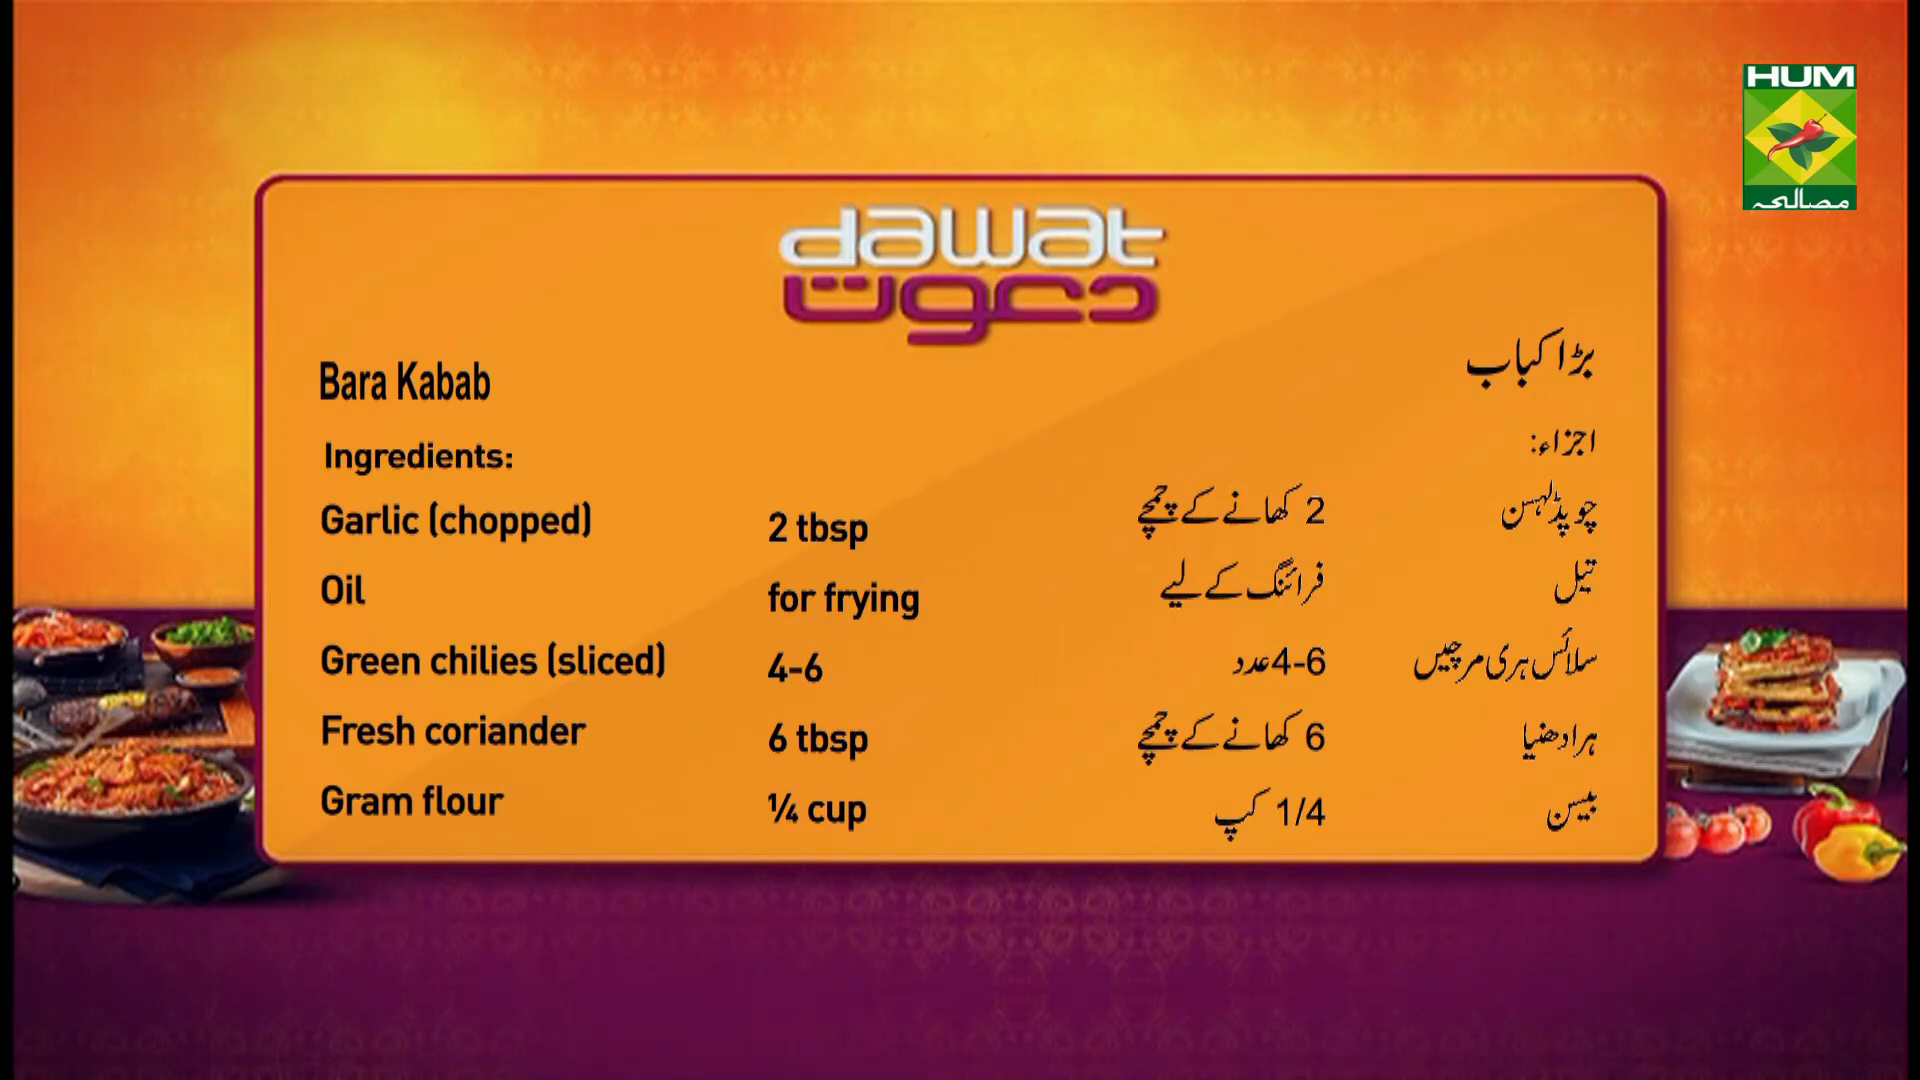 HUM
مصالحہ
dawat
دعوت
Bara Kabab
بڑا کباب
Ingredients:
اجزاء:
Garlic (chopped) 2 tbsp
چوپڈ لہسن 2 کھانے کے چمچے
Oil for frying
تیل فرائنگ کے لیے
Green chilies (sliced) 4-6
سلائس ہری مرچیں 4-6 عدد
Fresh coriander 6 tbsp
ہرا دھنیا 6 کھانے کے چمچے
Gram flour ¼ cup
بیسن 1/4 کپ